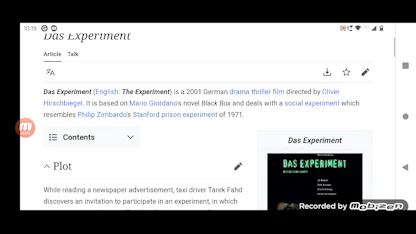 10:19
Das Experiment
Article Talk
Das Experiment (English: The Experiment) is a 2001 German drama thriller film directed by Oliver
Hirschbiegel. It is based on Mario Giordano's novel Black Box and deals with a social experiment which
resembles Philip Zimbardo's Stanford prison experiment of 1971.
Contents
Das Experiment
Plot
DAS EXPERIMENT
While reading a newspaper advertisement, taxi driver Tarek Fahd
discovers an invitation to participate in an experiment, in which
Recorded by
Mobizen